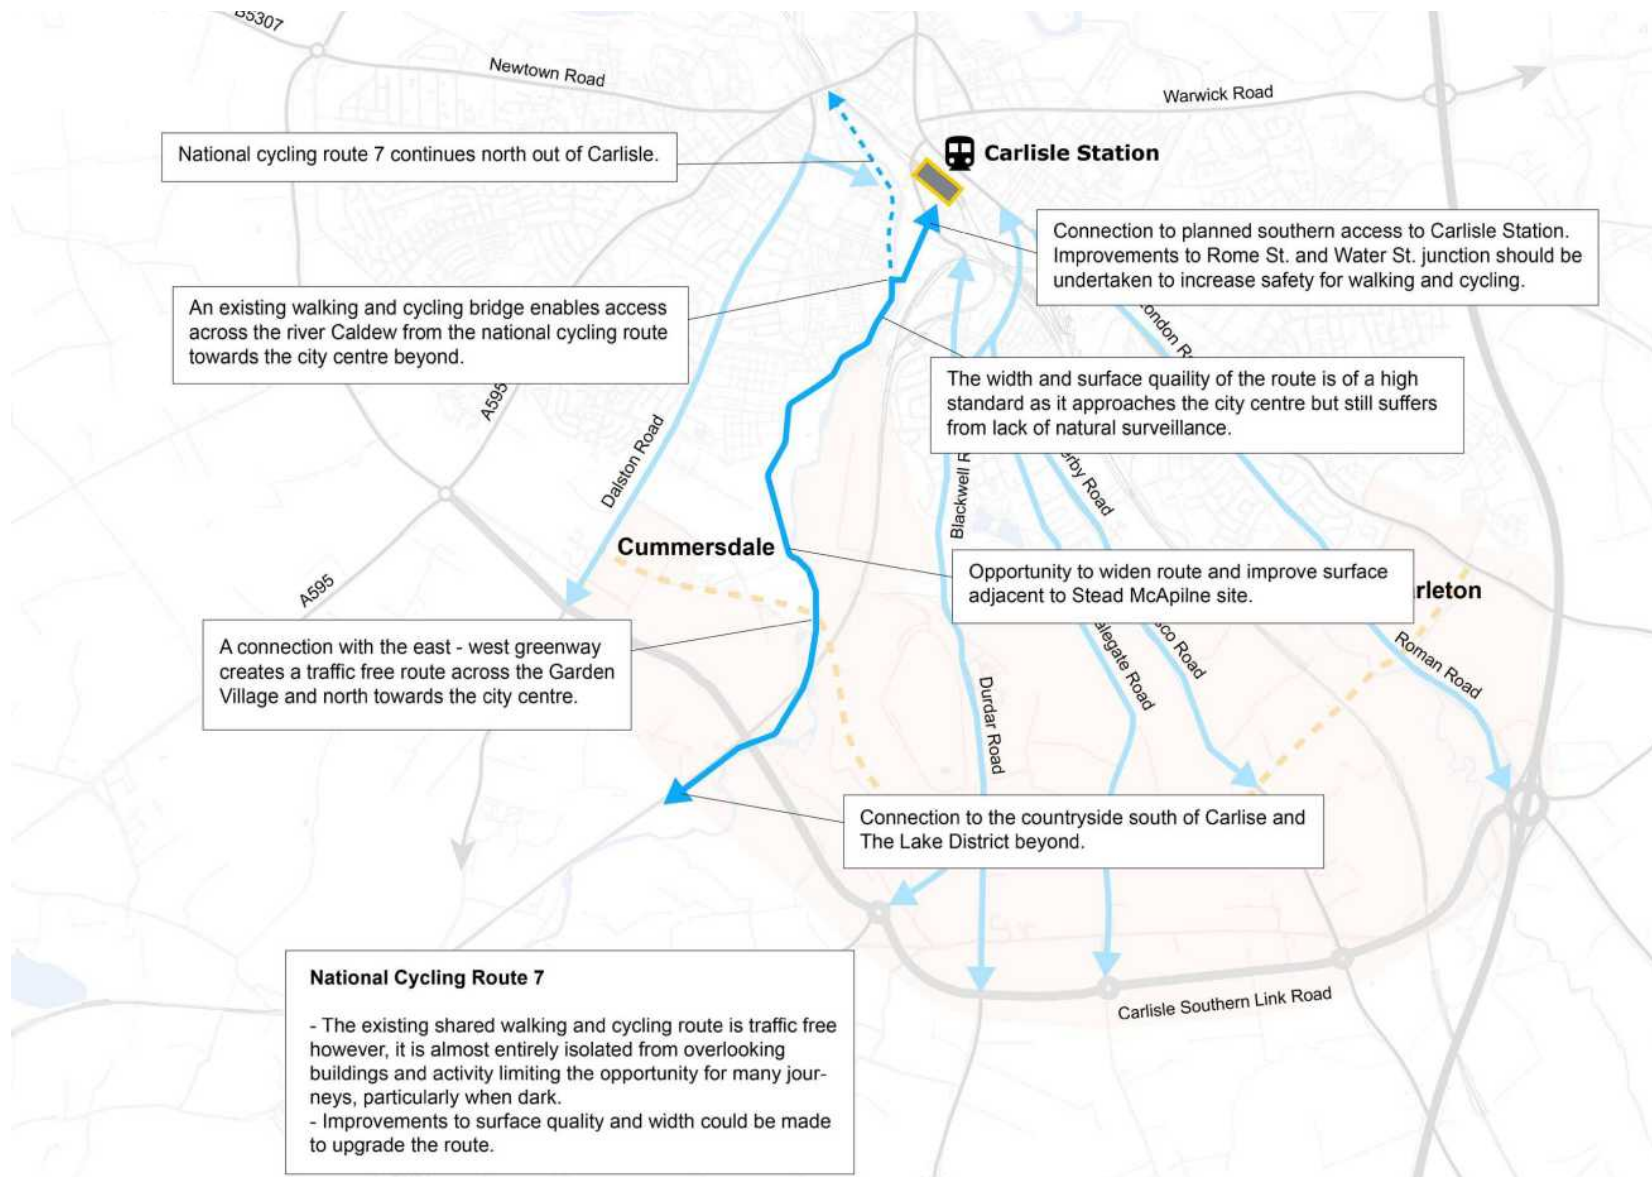 B5307
Newtown Road
Warwick Road
National cycling route 7 continues north out of Carlisle.
Carlisle Station
Connection to planned southern access to Carlisle Station.
Improvements to Rome St. and Water St. junction should be
undertaken to increase safety for walking and cycling.
An existing walking and cycling bridge enables access
across the river Caldew from the national cycling route
towards the city centre beyond.
London R
The width and surface quaility of the route is of a high
standard as it approaches the city centre but still suffers
from lack of natural surveillance.
A595
Dalston Road
Blackwell R
erby Road
Cummersdale
Opportunity to widen route and improve surface
adjacent to Stead McApilne site.
rleton
A595
A connection with the east - west greenway
creates a traffic free route across the Garden
Village and north towards the city centre.
alegate Road
sco Road
Roman Road
Durdar Road
Connection to the countryside south of Carlise and
The Lake District beyond.
Carlisle Southern Link Road
National Cycling Route 7
- The existing shared walking and cycling route is traffic free
however, it is almost entirely isolated from overlooking
buildings and activity limiting the opportunity for many jour-
neys, particularly when dark.
- Improvements to surface quality and width could be made
to upgrade the route.